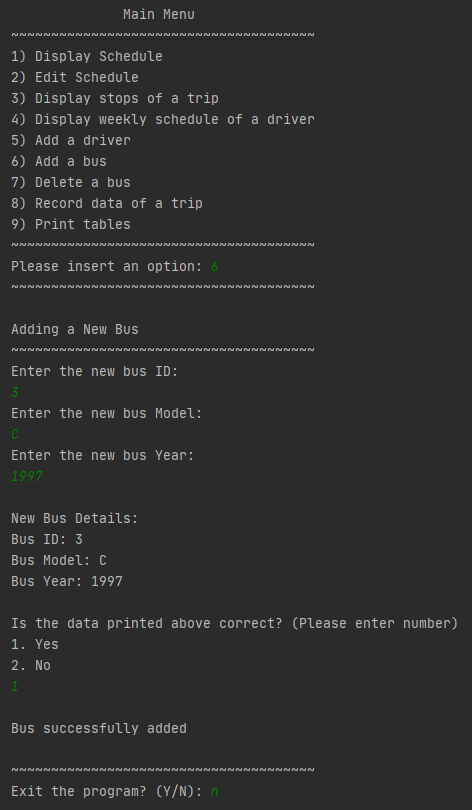 Main Menu
~~~~~~~~~~~~~~~~~~~~~~~~~~~~~~~~~~~~~~
1) Display Schedule
2) Edit Schedule
3) Display stops of a trip
4) Display weekly schedule of a driver
5) Add a driver
6) Add a bus
7) Delete a bus
8) Record data of a trip
9) Print tables
~~~~~~~~~~~~~~~~~~~~~~~~~~~~~~~~~~~~~~
Please insert an option: 6
~~~~~~~~~~~~~~~~~~~~~~~~~~~~~~~~~~~~~~
Adding a New Bus
~~~~~~~~~~~~~~~~~~~~~~~~~~~~~~~~~~~~~~
Enter the new bus ID:
3
Enter the new bus Model:
C
Enter the new bus Year:
1997
New Bus Details:
Bus ID: 3
Bus Model: C
Bus Year: 1997
Is the data printed above correct? (Please enter number)
1. Yes
2. No
1
Bus successfully added
~~~~~~~~~~~~~~~~~~~~~~~~~~~~~~~~~~~~~~
Exit the program? (Y/N): n